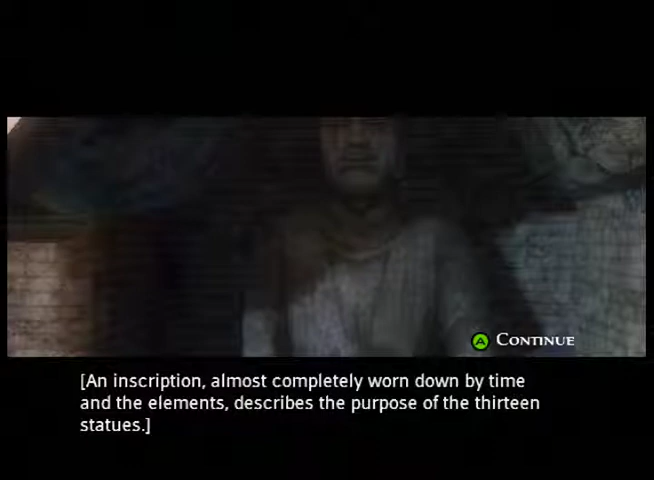 A CONTINUE
[An inscription, almost completely worn down by time
and the elements, describes the purpose of the thirteen
statues.]